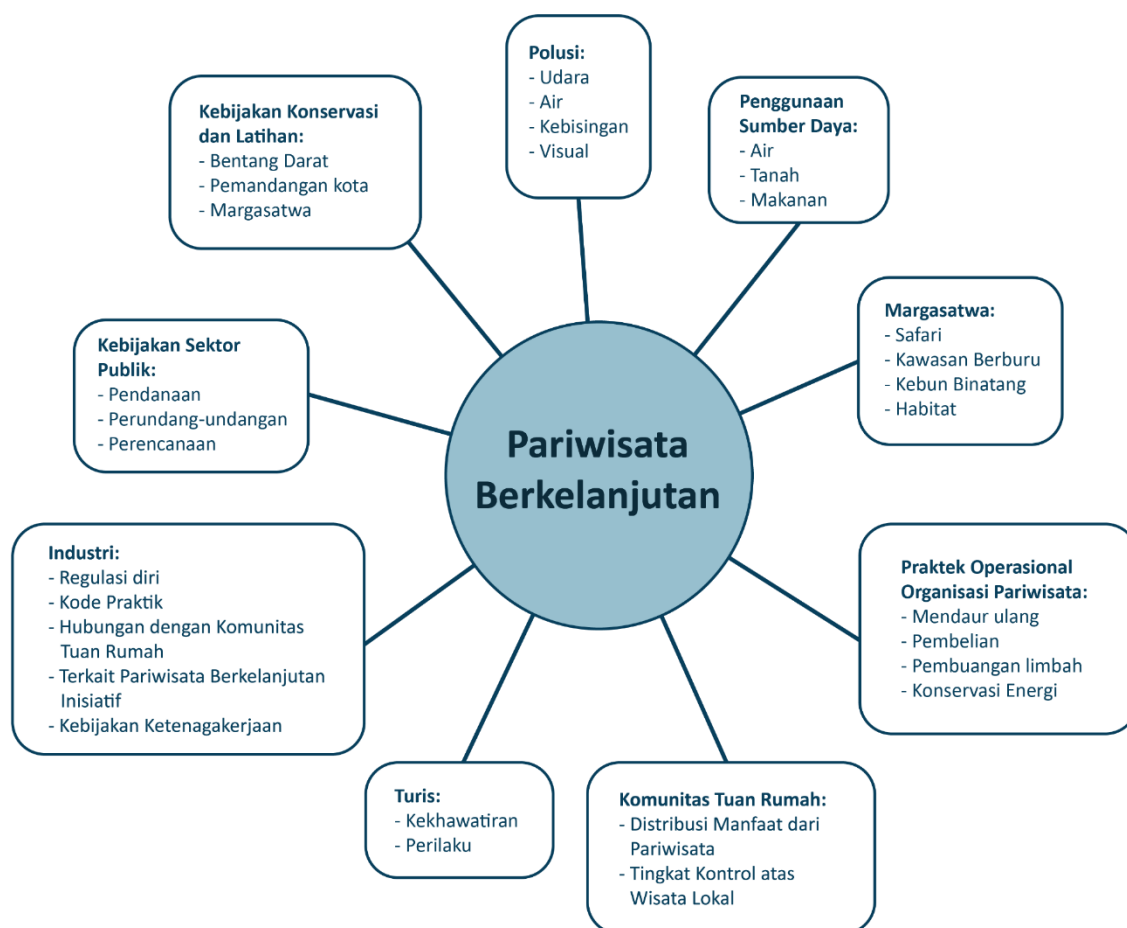 Polusi:
- Udara
- Air
- Kebisingan
- Visual
Penggunaan
Sumber Daya:
- Air
- Tanah
- Makanan
Kebijakan Konservasi
dan Latihan:
- Bentang Darat
- Pemandangan kota
- Margasatwa
Margasatwa:
- Safari
- Kawasan Berburu
- Kebun Binatang
- Habitat
Kebijakan Sektor
Publik:
- Pendanaan
- Perundang-undangan
- Perencanaan
Pariwisata
Berkelanjutan
Industri:
- Regulasi diri
- Kode Praktik
- Hubungan dengan Komunitas
Tuan Rumah
- Terkait Pariwisata Berkelanjutan
Inisiatif
- Kebijakan Ketenagakerjaan
Praktek Operasional
Organisasi Pariwisata:
- Mendaur ulang
- Pembelian
- Pembuangan limbah
- Konservasi Energi
Turis:
- Kekhawatiran
- Perilaku
Komunitas Tuan Rumah:
- Distribusi Manfaat dari
Pariwisata
- Tingkat Kontrol atas
Wisata Lokal